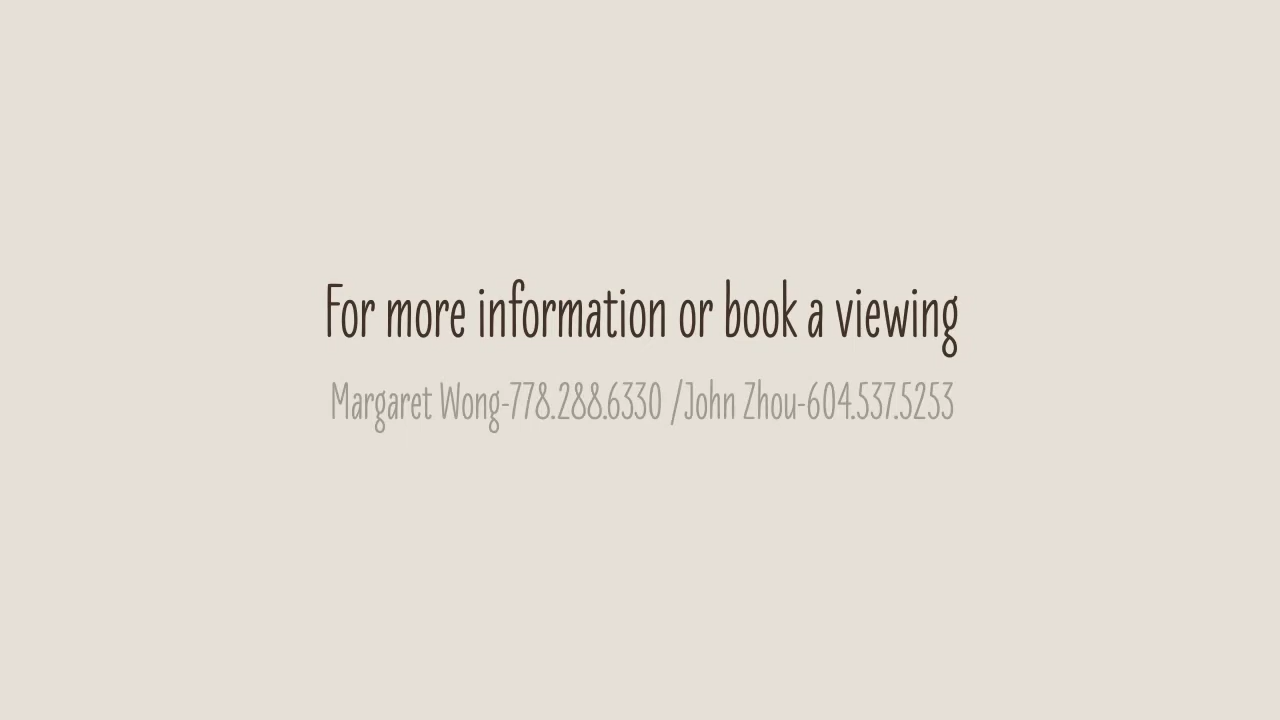 For more information or book a viewing
Margaret Wong-778.288.6330 /John Zhou-604.537.5253